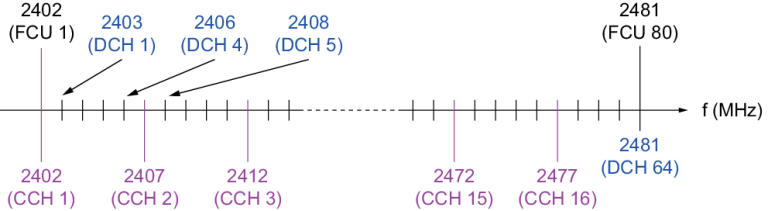 2402
(FCU 1)
2403
(DCH 1)
2406
(DCH 4)
2408
(DCH 5)
2481
(FCU 80)
f (MHz)
2402
(CCH 1)
2407
(CCH 2)
2412
(CCH 3)
2472
(CCH 15)
2477
(CCH 16)
2481
(DCH 64)